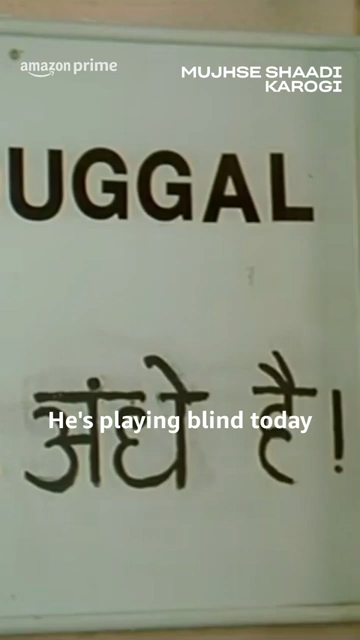 amazon prime
MUJHSE SHAADI
KAROGI
UGGAL
अंधे है!
He's playing blind today